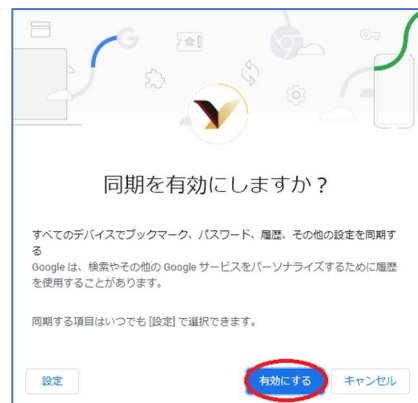 同期を有効にしますか？
すべてのデバイスでブックマーク、パスワード、履歴、その他の設定を同期す
る
Google は、検索やその他の Google サービスをパーソナライズするために履歴
を使用することがあります。
同期する項目はいつでも [設定] で選択できます。
設定
有効にする
キャンセル